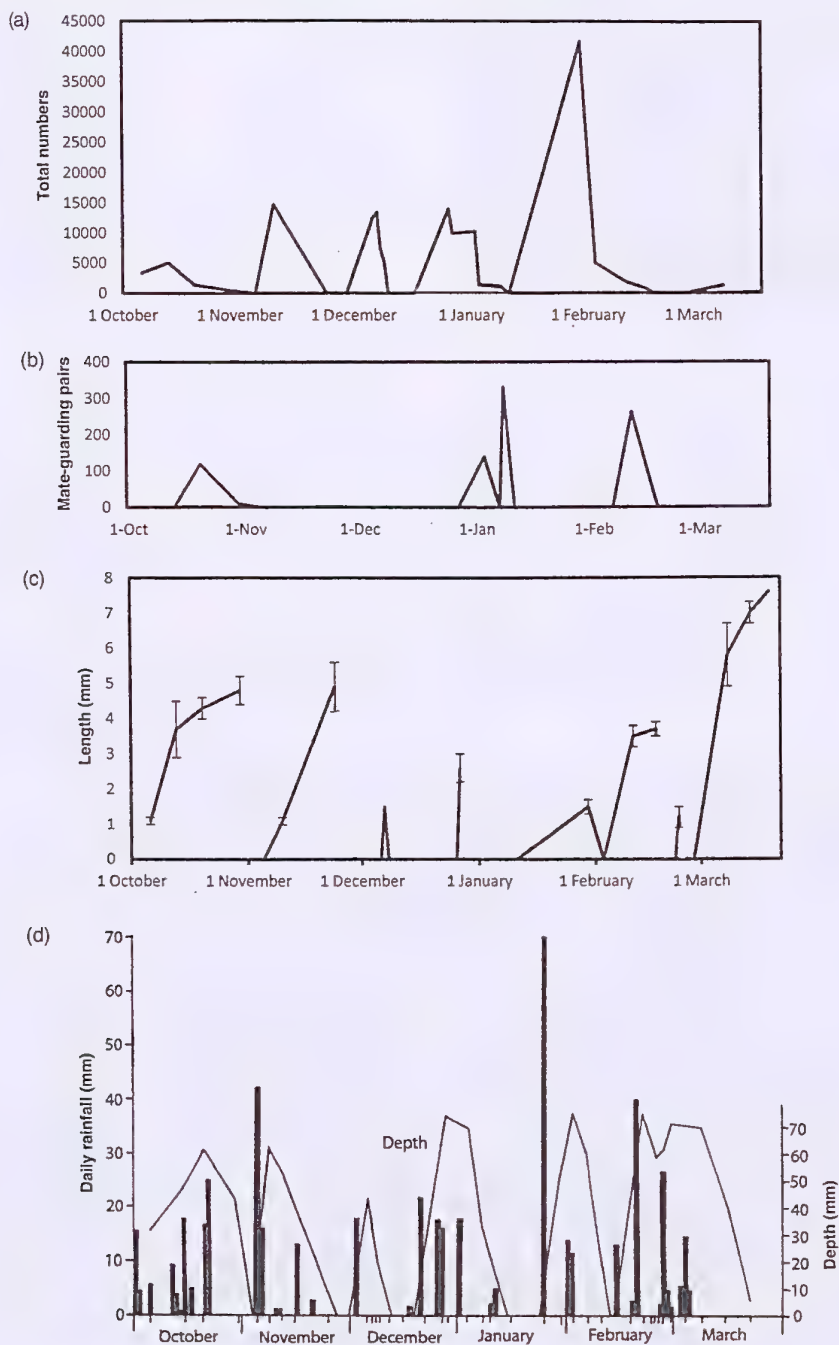 (a)
Total numbers
45000
40000
35000
30000
25000
20000
15000
10000
5000
0
1 October
1 November
1 December
1 January
1 February
1 March
(b)
Mate-guarding pairs
400
300
200
100
0
1-Oct
1-Nov
1-Dec
1-Jan
1-Feb
1-Mar
(c)
Length (mm)
8
7
6
5
4
3
2
1
0
1 October
1 November
1 December
1 January
1 February
1 March
(d)
Daily rainfall (mm)
70
60
50
40
30
20
10
0
Depth
70
60
50
40
30
20
10
0
Depth (mm)
October
November
December
January
February
March